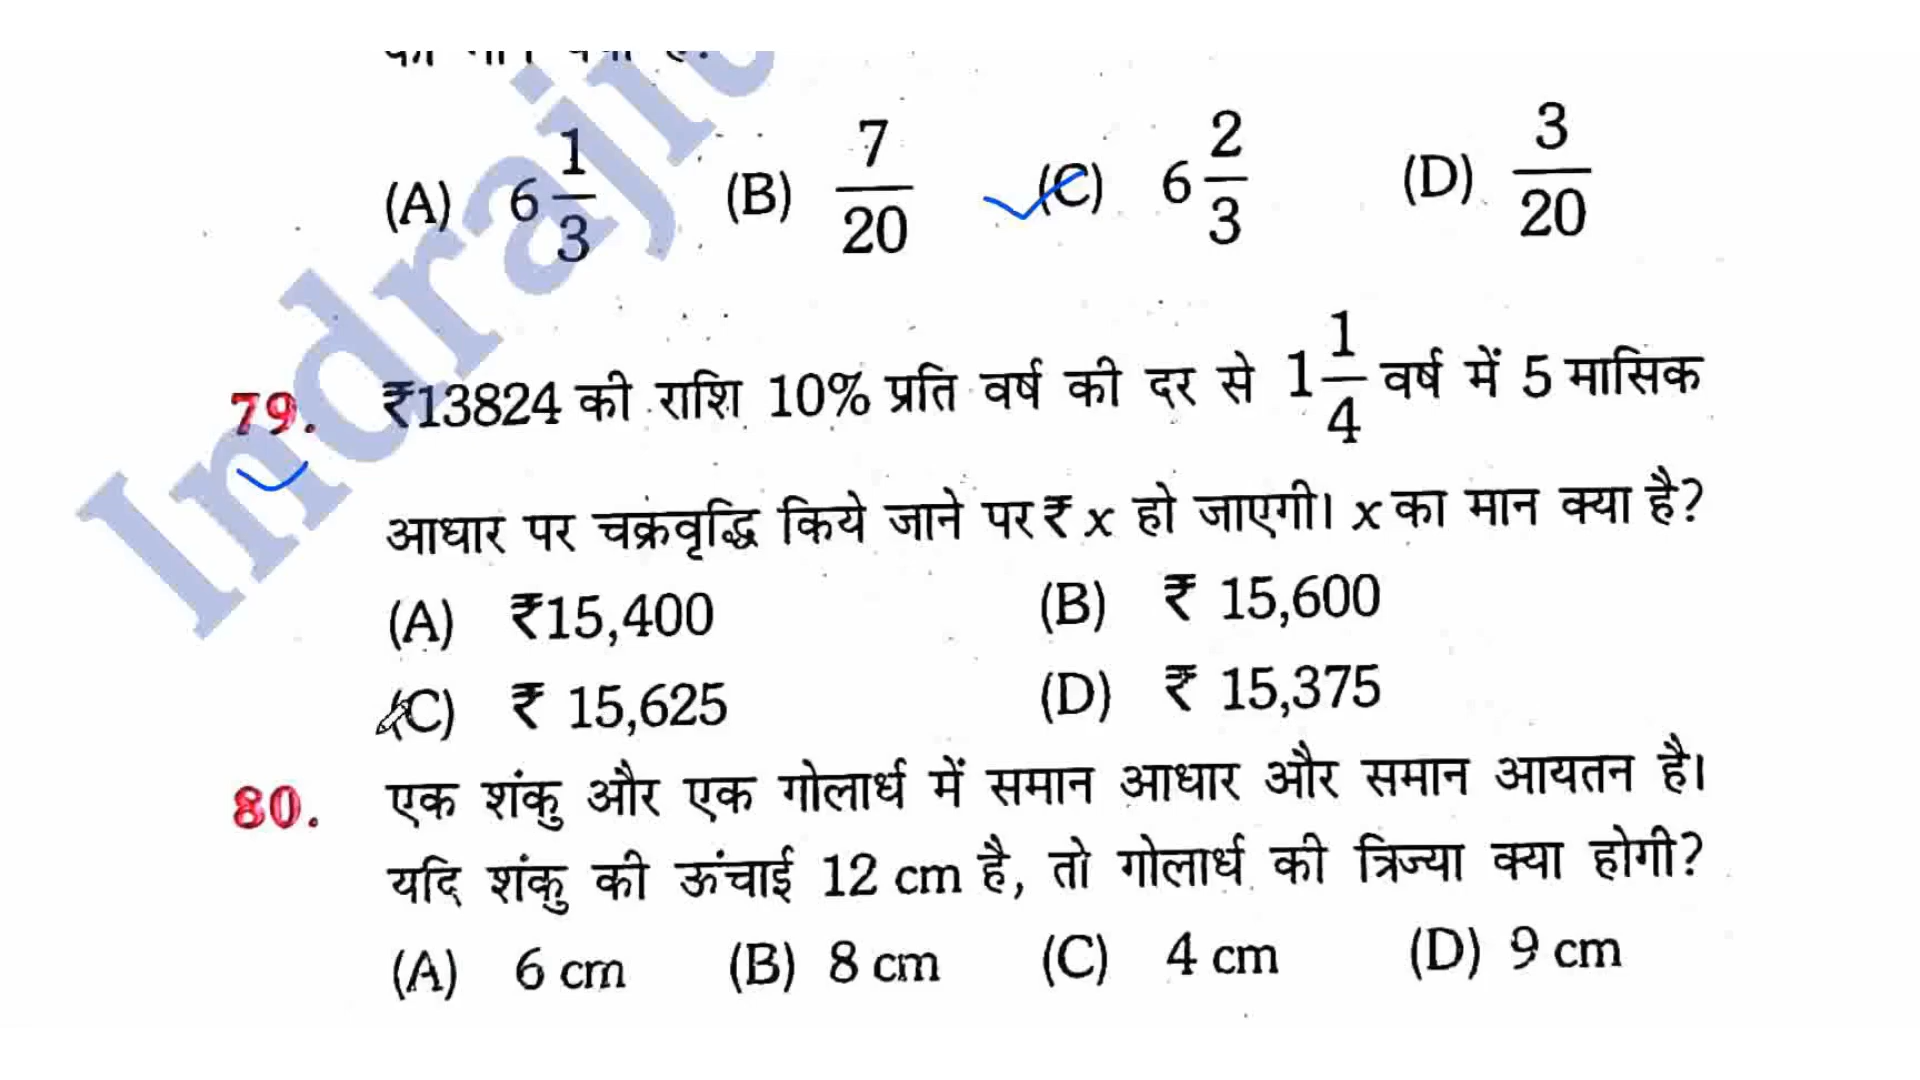 (A) 6 1/3 (B) 7/20 (C) 6 2/3 (D) 3/20
79. ₹13824 की राशि 10% प्रति वर्ष की दर से 1 1/4 वर्ष में 5 मासिक
आधार पर चक्रवृद्धि किये जाने पर ₹ x हो जाएगी। x का मान क्या है?
(A) ₹15,400 (B) ₹ 15,600
(C) ₹ 15,625 (D) ₹ 15,375
80. एक शंकु और एक गोलार्ध में समान आधार और समान आयतन है।
यदि शंकु की ऊंचाई 12 cm है, तो गोलार्ध की त्रिज्या क्या होगी?
(A) 6 cm (B) 8 cm (C) 4 cm (D) 9 cm
Indrajit